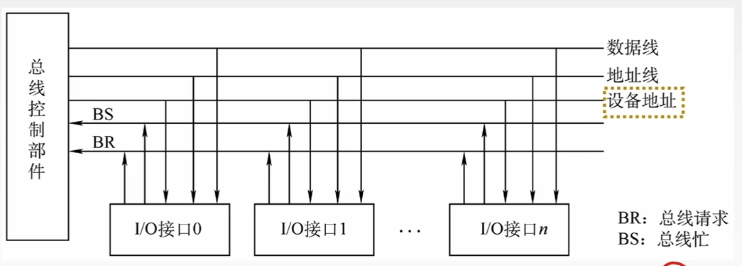 总线控制部件
数据线
地址线
设备地址
BS
BR
I/O接口0
I/O接口1
...
I/O接口n
BR：总线请求
BS：总线忙